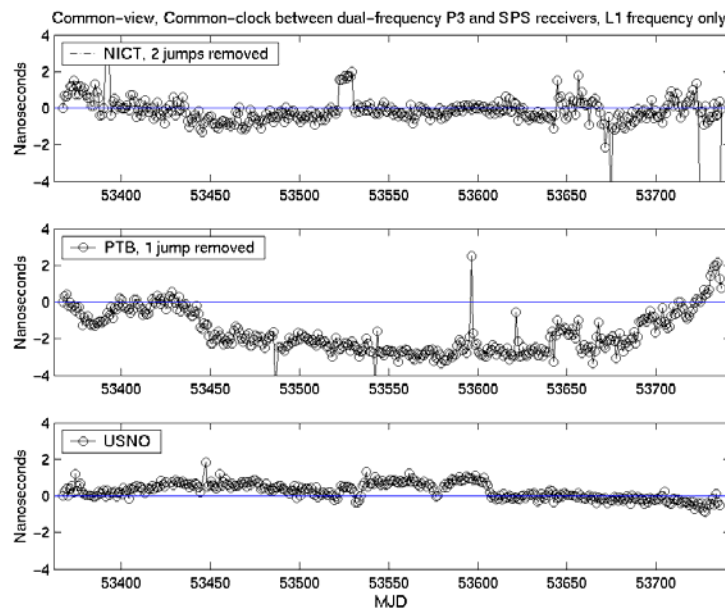 Common-view, Common-clock between dual-frequency P3 and SPS receivers, L1 frequency only
4
2
0
-2
-4
Nanoseconds
NICT, 2 jumps removed
53400 53450 53500 53550 53600 53650 53700
4
2
0
-2
-4
Nanoseconds
PTB, 1 jump removed
53400 53450 53500 53550 53600 53650 53700
4
2
0
-2
-4
Nanoseconds
USNO
53400 53450 53500 53550 53600 53650 53700
MJD